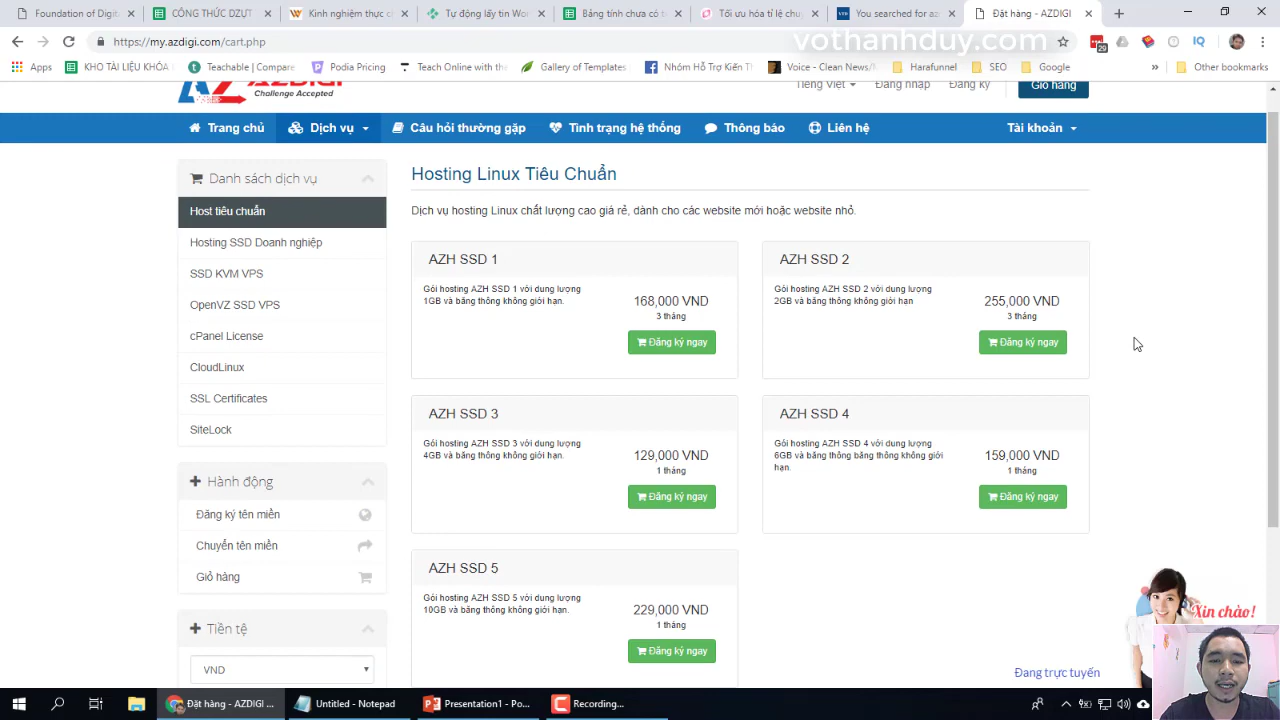 Foundation of Digita
CÔNG THỨC DZỰT
Kinh nghiệm thực c
Tự động lấy tin Wor
Bảng tính chưa có t
Tối ưu hóa tỉ lệ chu
You searched for az
Đặt hàng - AZDIGI
https://my.azdigi.com/cart.php
vothanhduy.com
29
IQ
Apps
KHO TÀI LIỆU KHÓA
Teachable | Compare
Podia Pricing
Teach Online with the
Gallery of Templates
Nhóm Hỗ Trợ Kiến Th
Voice - Clean News/M
Harafunnel
SEO
Google
Other bookmarks
AZDIGI
Challenge Accepted
Tiếng Việt
Đăng nhập
Đăng ký
Giỏ hàng
Trang chủ
Dịch vụ
Câu hỏi thường gặp
Tình trạng hệ thống
Thông báo
Liên hệ
Tài khoản
Danh sách dịch vụ
Host tiêu chuẩn
Hosting SSD Doanh nghiệp
SSD KVM VPS
OpenVZ SSD VPS
cPanel License
CloudLinux
SSL Certificates
SiteLock
Hành động
Đăng ký tên miền
Chuyển tên miền
Giỏ hàng
Tiền tệ
VND
Hosting Linux Tiêu Chuẩn
Dịch vụ hosting Linux chất lượng cao giá rẻ, dành cho các website mới hoặc website nhỏ.
AZH SSD 1
Gói hosting AZH SSD 1 với dung lượng
1GB và băng thông không giới hạn.
168,000 VND
3 tháng
Đăng ký ngay
AZH SSD 2
Gói hosting AZH SSD 2 với dung lượng
2GB và băng thông không giới hạn
255,000 VND
3 tháng
Đăng ký ngay
AZH SSD 3
Gói hosting AZH SSD 3 với dung lượng
4GB và băng thông không giới hạn.
129,000 VND
1 tháng
Đăng ký ngay
AZH SSD 4
Gói hosting AZH SSD 4 với dung lượng
6GB và băng thông băng thông không giới
hạn.
159,000 VND
1 tháng
Đăng ký ngay
AZH SSD 5
Gói hosting AZH SSD 5 với dung lượng
10GB và băng thông không giới hạn.
229,000 VND
1 tháng
Đăng ký ngay
Xin chào!
Đang trực tuyến
Đặt hàng - AZDIGI ...
Untitled - Notepad
Presentation1 - Po...
Recording...